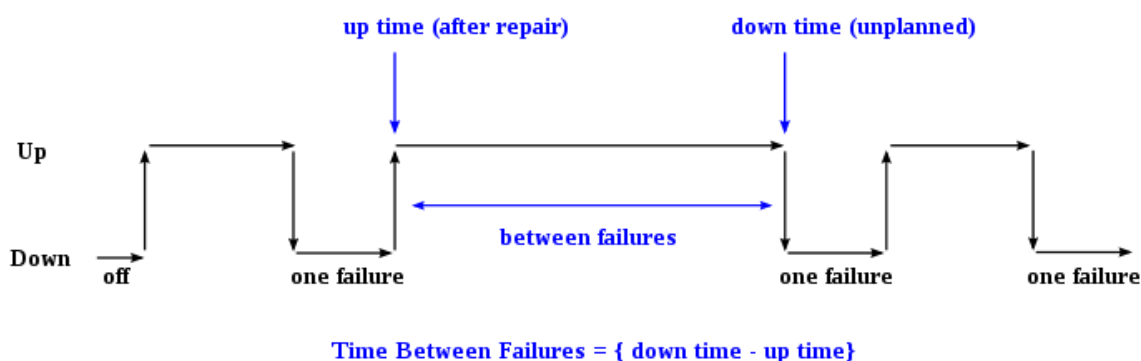 up time (after repair)
down time (unplanned)
Up
between failures
Down
off
one failure
one failure
one failure
Time Between Failures = { down time - up time}